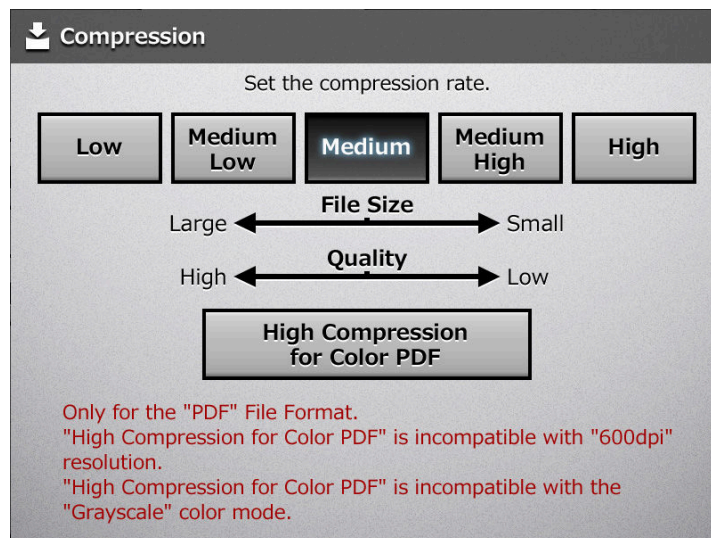 Compression
Set the compression rate.
Low
Medium
Low
Medium
Medium
High
High
File Size
Large
Small
Quality
High
Low
High Compression
for Color PDF
Only for the "PDF" File Format.
"High Compression for Color PDF" is incompatible with "600dpi"
resolution.
"High Compression for Color PDF" is incompatible with the
"Grayscale" color mode.